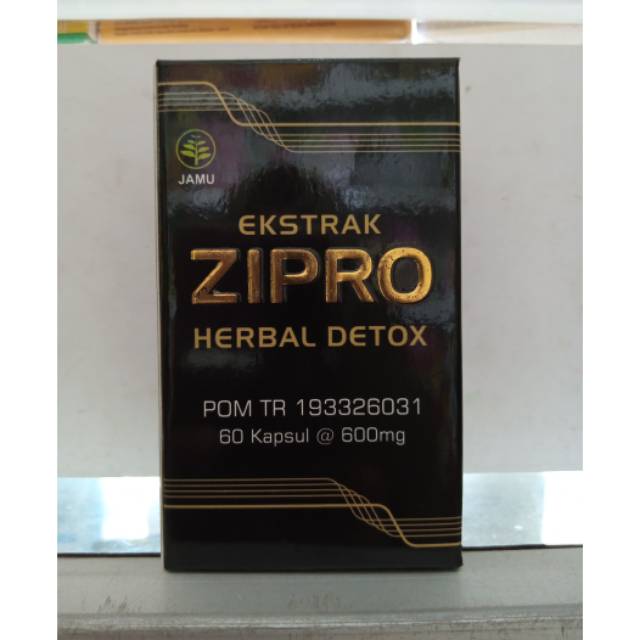 JAMU
EKSTRAK
ZIPRO
HERBAL DETOX
POM TR 193326031
60 Kapsul @ 600mg